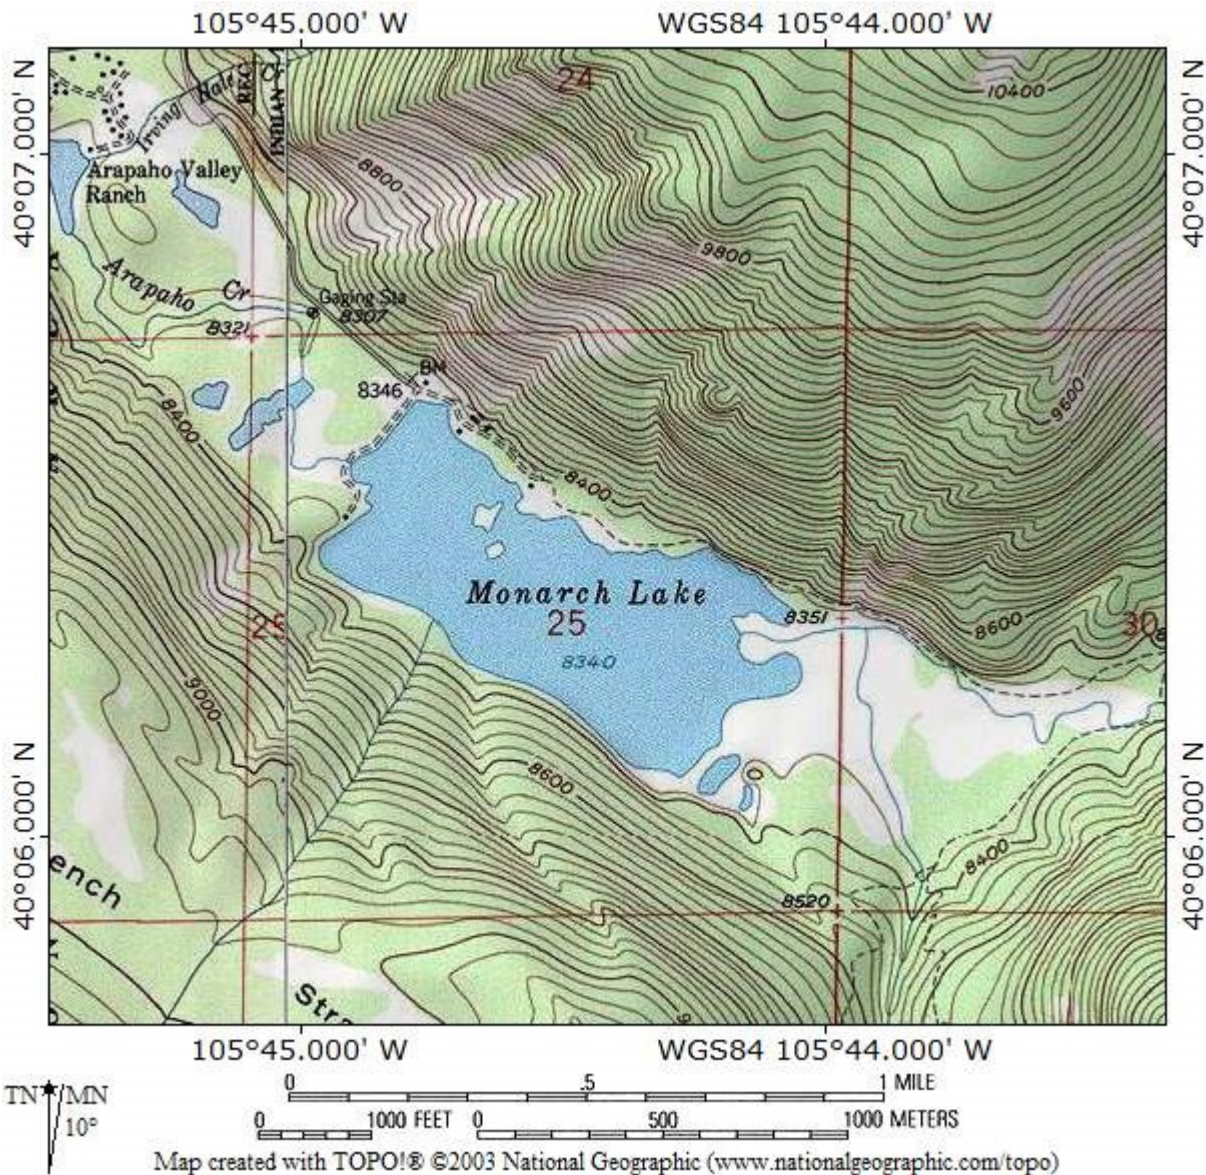 105°45.000' W
WGS84 105°44.000' W
40°07.000' N
40°07.000' N
24
10400
Irving Hale Cr
INDIAN
Arapaho Valley
Ranch
8800
9800
Arapaho Cr
Gaging Sta
8307
8321
BM
8346
8400
9600
8400
Monarch Lake
25
8340
8351
8600
30
25
9000
8600
40°06.000' N
40°06.000' N
ench
8400
8520
Stra
105°45.000' W
WGS84 105°44.000' W
TN MN
10°
0 .5 1 MILE
0 1000 FEET 0 500 1000 METERS
Map created with TOPO!® ©2003 National Geographic (www.nationalgeographic.com/topo)